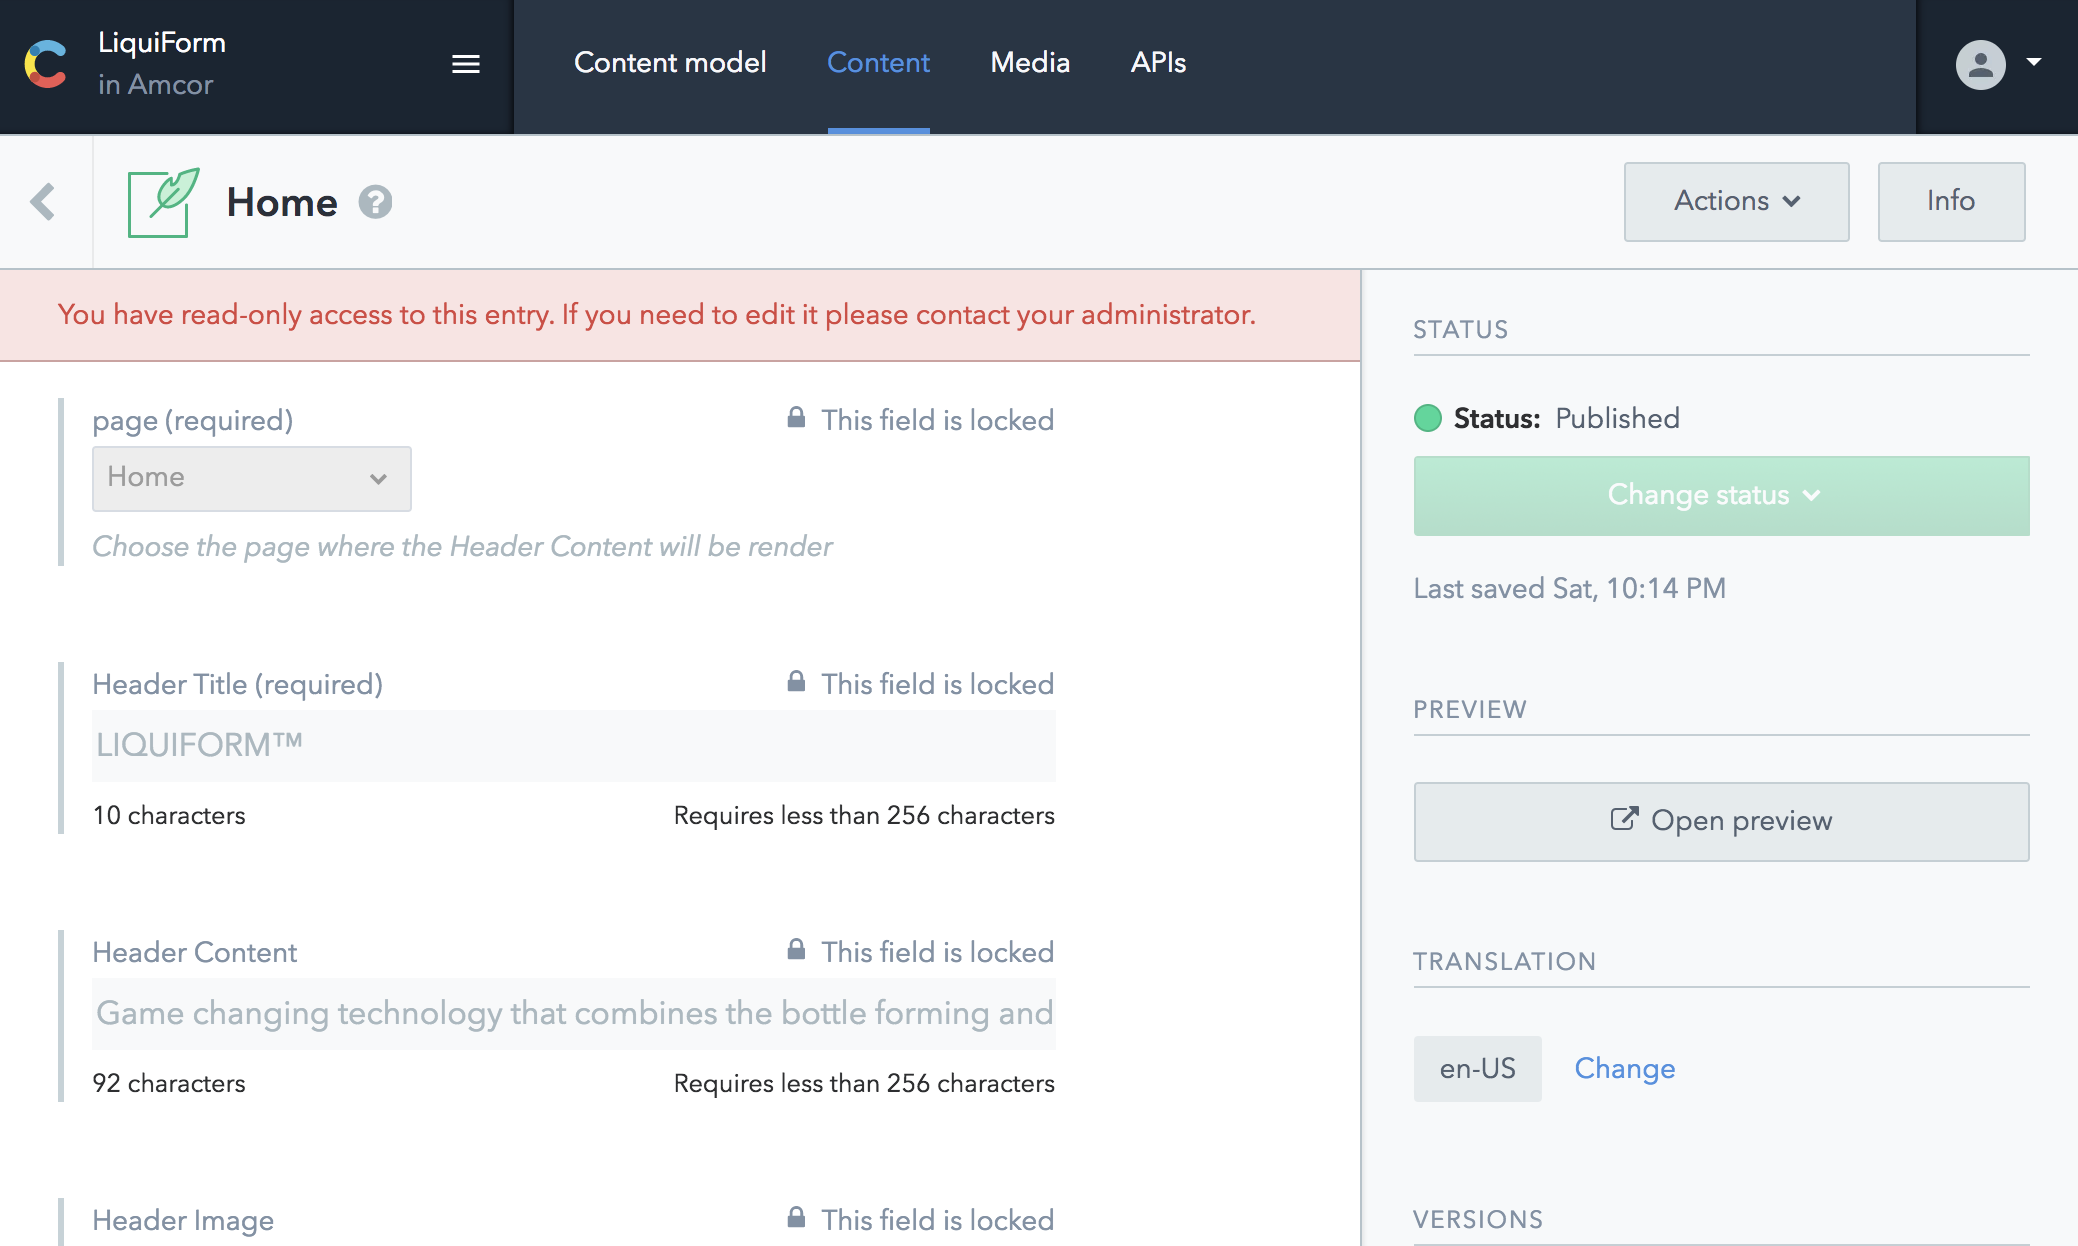 LiquiForm
in Amcor
Content model
Content
Media
APIs
Home
?
Actions
Info
You have read-only access to this entry. If you need to edit it please contact your administrator.
page (required)
This field is locked
Home
Choose the page where the Header Content will be render
Header Title (required)
This field is locked
LIQUIFORM™
10 characters
Requires less than 256 characters
Header Content
This field is locked
Game changing technology that combines the bottle forming and
92 characters
Requires less than 256 characters
Header Image
This field is locked
STATUS
Status: Published
Change status
Last saved Sat, 10:14 PM
PREVIEW
Open preview
TRANSLATION
en-US
Change
VERSIONS